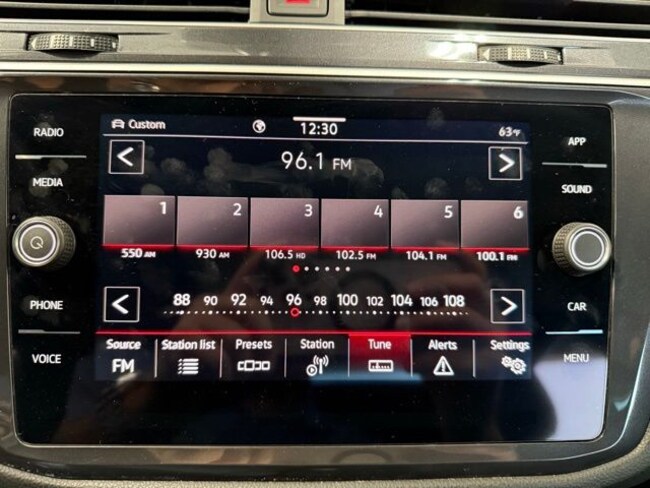 RADIO
MEDIA
PHONE
VOICE
Custom
12:30
63°F
96.1 FM
1 2 3 4 5 6
550 AM 930 AM 106.5 HD 102.5 FM 104.1 FM 100.1 FM
88 90 92 94 96 98 100 102 104 106 108
Source Station list Presets Station Tune Alerts Settings
FM
APP
SOUND
CAR
MENU